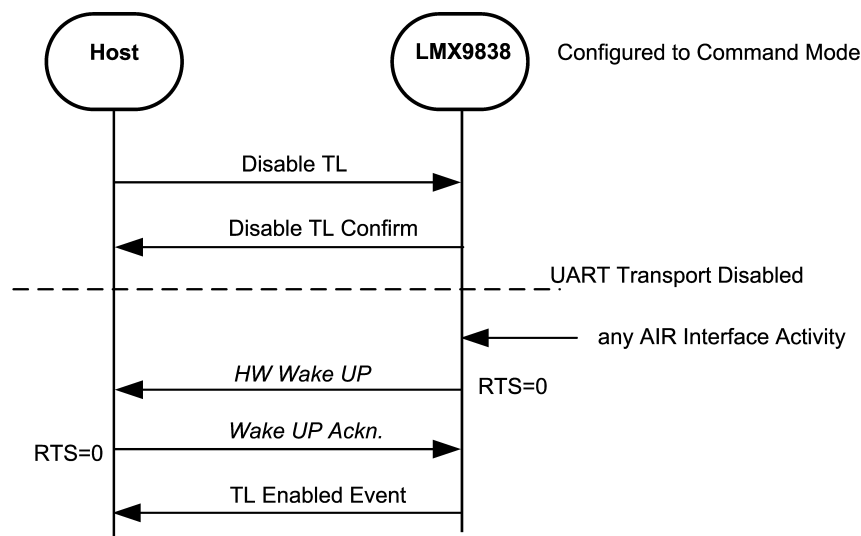 Host
LMX9838
Configured to Command Mode
Disable TL
Disable TL Confirm
UART Transport Disabled
any AIR Interface Activity
HW Wake UP
RTS=0
Wake UP Ackn.
RTS=0
TL Enabled Event